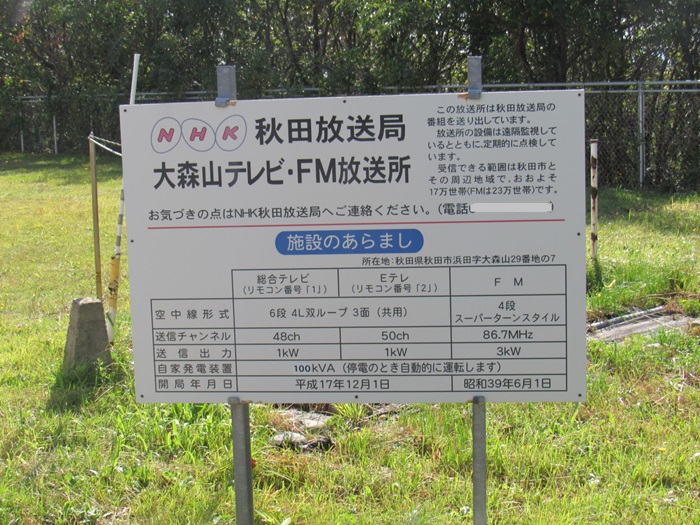 NHK 秋田放送局
大森山テレビ・FM放送所
この放送所は秋田放送局の
番組を送り出しています。
放送所の設備は遠隔監視して
いるとともに、定期的に点検して
います。
受信できる範囲は秋田市と
その周辺地域で、おおよそ
17万世帯(FMは23万世帯)です。
お気づきの点はNHK秋田放送局へご連絡ください。(電話
施設のあらまし
所在地:秋田県秋田市浜田字大森山29番地の7
総合テレビ (リモコン番号「1」) Eテレ (リモコン番号「2」) FM
空中線形式 6段 4L双ループ 3面 (共用) 4段 スーパーターンスタイル
送信チャンネル 48ch 50ch 86.7MHz
送信出力 1kW 1kW 3kW
自家発電装置 100kVA (停電のとき自動的に運転します)
開局年月日 平成17年12月1日 昭和39年6月1日